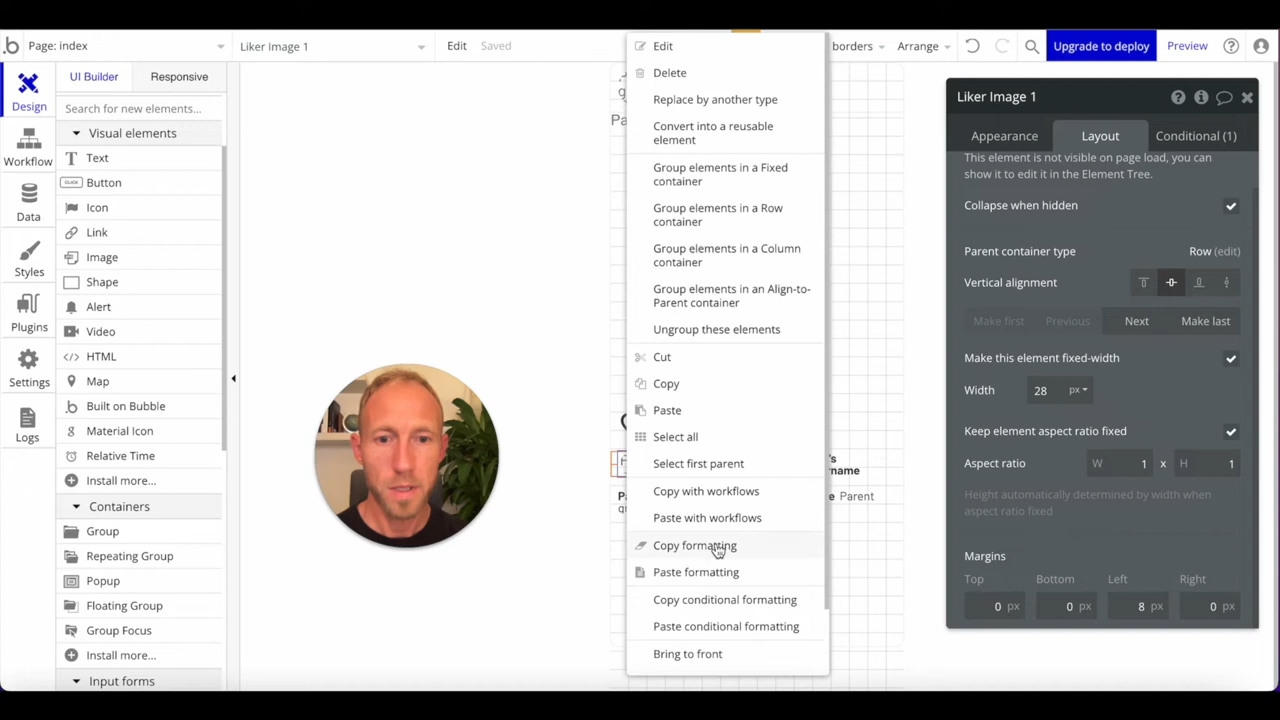 Page: index
Liker Image 1
Edit
Saved
borders
Arrange
Upgrade to deploy
Preview
UI Builder
Responsive
Design
Workflow
Data
Styles
Plugins
Settings
Logs
Search for new elements...
Visual elements
Text
CLICK
Button
Icon
Link
Image
Shape
Alert
Video
</> HTML
Map
Built on Bubble
Material Icon
Relative Time
Install more...
Containers
Group
Repeating Group
Popup
Floating Group
Group Focus
Install more...
Input forms
Edit
Delete
Replace by another type
Convert into a reusable
element
Group elements in a Fixed
container
Group elements in a Row
container
Group elements in a Column
container
Group elements in an Align-to-
Parent container
Ungroup these elements
Cut
Copy
Paste
Select all
Select first parent
Copy with workflows
Paste with workflows
Copy formatting
Paste formatting
Copy conditional formatting
Paste conditional formatting
Bring to front
's
name
Parent
Liker Image 1
Appearance
Layout
Conditional (1)
This element is not visible on page load, you can
show it to edit it in the Element Tree.
Collapse when hidden
Parent container type
Row (edit)
Vertical alignment
Make first
Previous
Next
Make last
Make this element fixed-width
Width
28
px
Keep element aspect ratio fixed
Aspect ratio
W 1 x H 1
Height automatically determined by width when
aspect ratio fixed
Margins
Top
Bottom
Left
Right
0 px
0 px
8 px
0 px